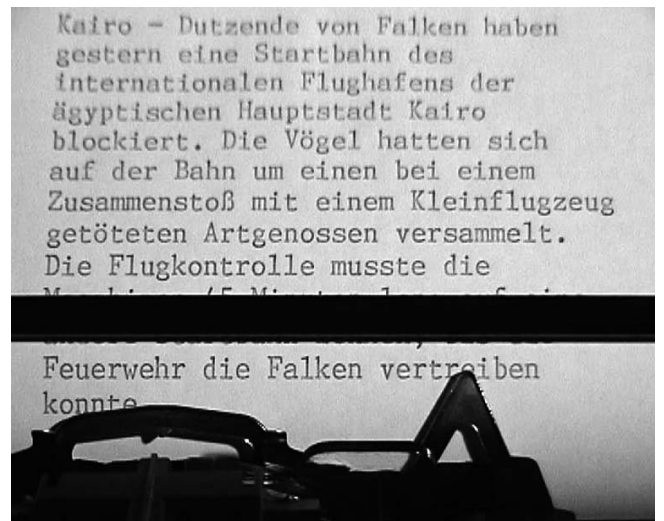 Kairo - Dutzende von Falken haben
gestern eine Startbahn des
internationalen Flughafens der
ägyptischen Hauptstadt Kairo
blockiert. Die Vögel hatten sich
auf der Bahn um einen bei einem
Zusammenstoß mit einem Kleinflugzeug
getöteten Artgenossen versammelt.
Die Flugkontrolle musste die
Feuerwehr die Falken vertreiben
konnte